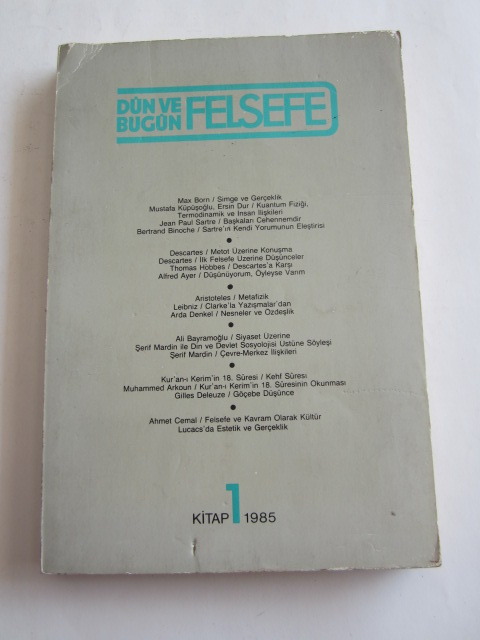 DÜN VE
BUGÜN
FELSEFE
Max Born / Simge ve Gerçeklik
Mustafa Küpüşoğlu, Ersin Dur / Kuantum Fiziği,
Termodinamik ve İnsan İlişkileri
Jean Paul Sartre / Başkaları Cehennemdir
Bertrand Binoche / Sartre'ın Kendi Yorumunun Eleştirisi
Descartes / Metot Üzerine Konuşma
Descartes / İlk Felsefe Üzerine Düşünceler
Thomas Hobbes / Descartes'a Karşı
Alfred Ayer / Düşünüyorum, Öyleyse Varım
Aristoteles / Metafizik
Leibniz / Clarke'la Yazışmalar'dan
Arda Denkel / Nesneler ve Özdeşlik
Ali Bayramoğlu / Siyaset Üzerine
Şerif Mardin ile Din ve Devlet Sosyolojisi Üstüne Söyleşi
Şerif Mardin / Çevre-Merkez İlişkileri
Kur'an-ı Kerim'in 18. Sûresi / Kehf Sûresi
Muhammed Arkoun / Kur'an-ı Kerim'in 18. Sûresinin Okunması
Gilles Deleuze / Göçebe Düşünce
Ahmet Cemal / Felsefe ve Kavram Olarak Kültür
Lucacs'da Estetik ve Gerçeklik
KİTAP 1 1985